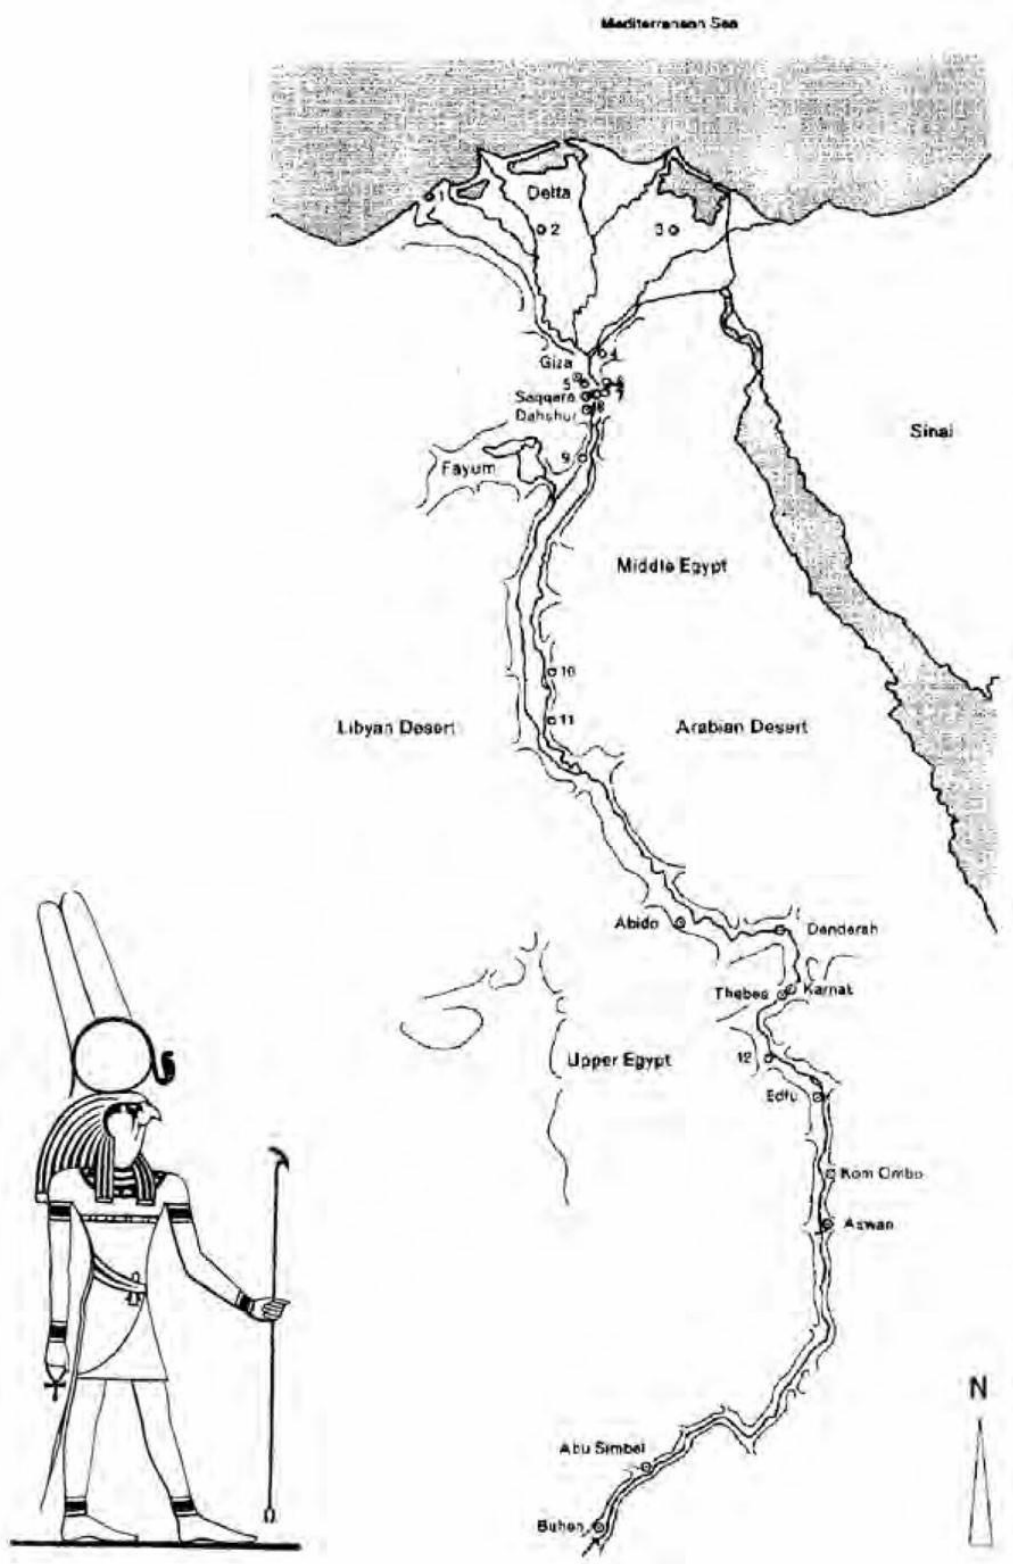 Mediterranean Sea
Delta
1
2
3
4
Giza
5
6
Saqqara
7
Dahshur
8
9
Fayum
Sinai
Middle Egypt
10
11
Libyan Desert
Arabian Desert
Abido
Denderah
Thebes
Karnak
12
Upper Egypt
Edfu
Kom Ombo
Aswan
N
Abu Simbel
Buhen